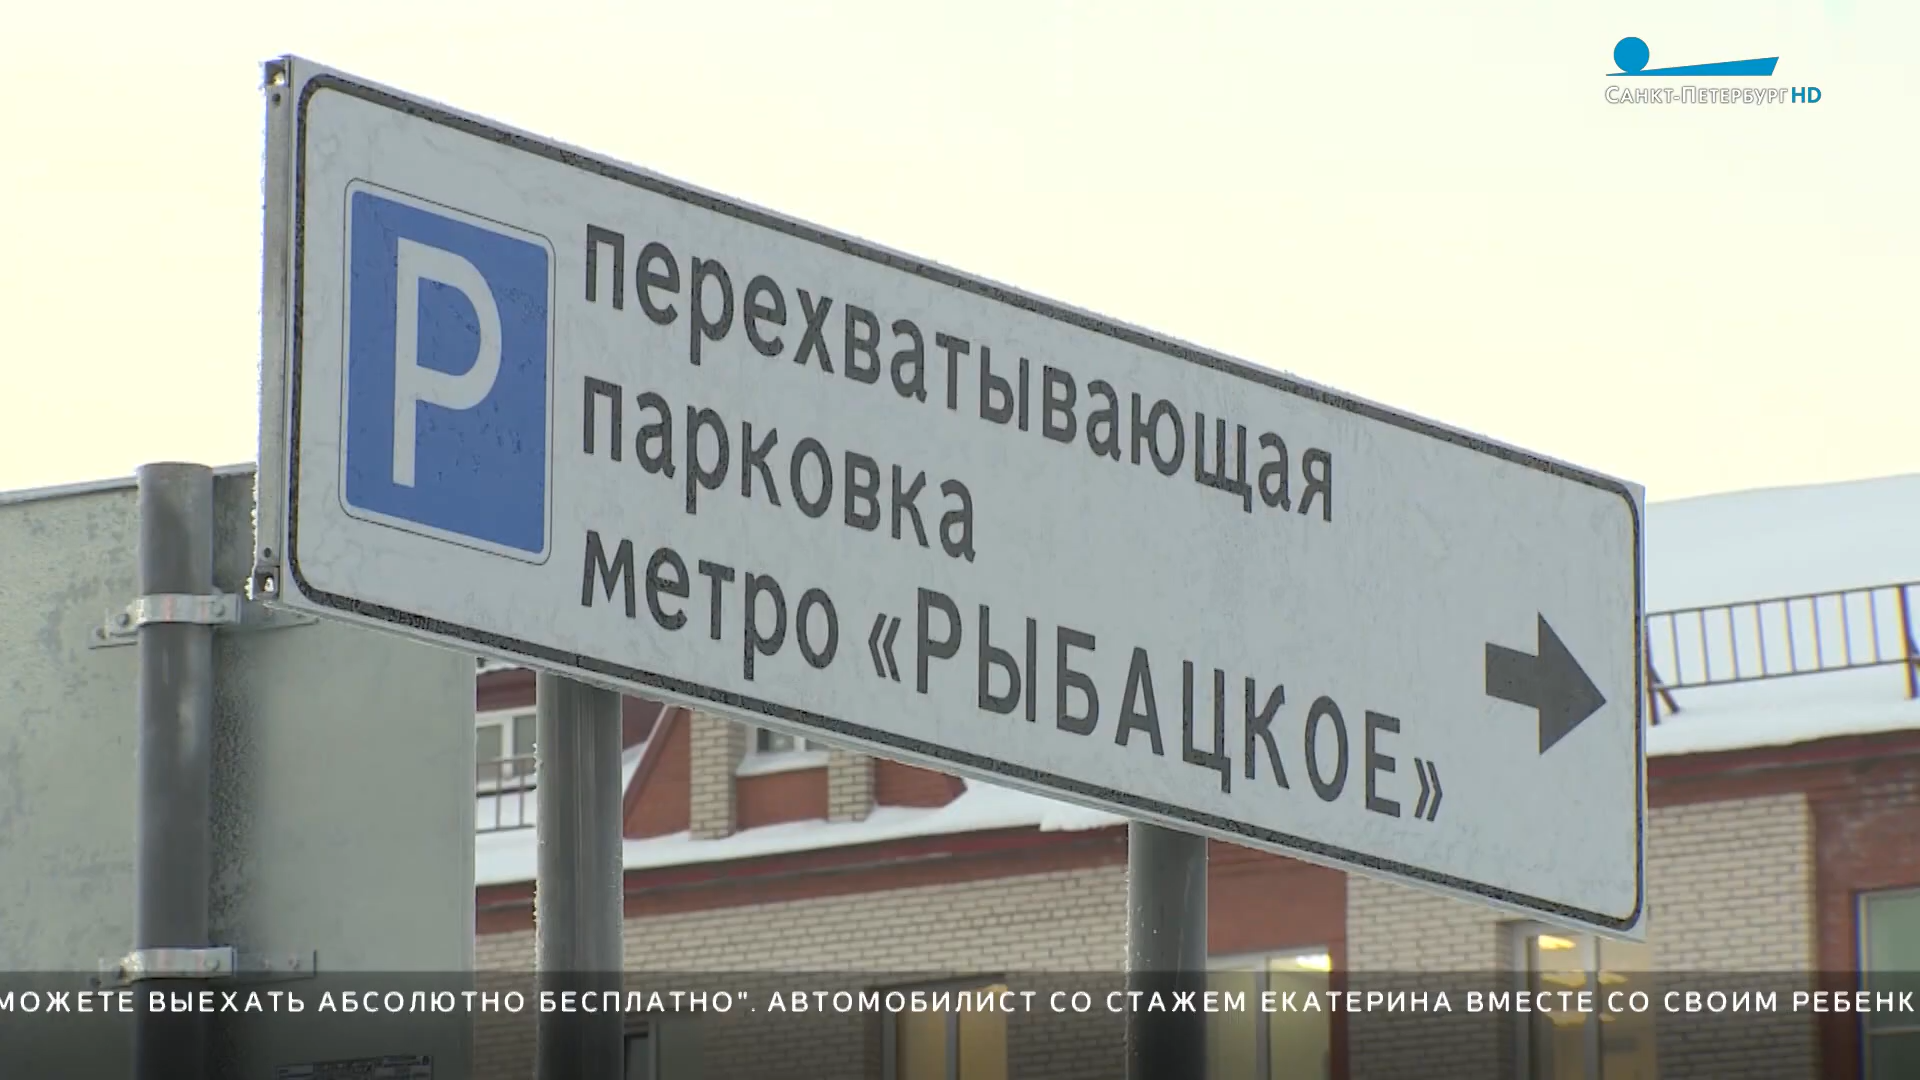 САНКТ-ПЕТЕРБУРГ HD
P
перехватывающая
парковка
метро «РЫБАЦКОЕ»
МОЖЕТЕ ВЫЕХАТЬ АБСОЛЮТНО БЕСПЛАТНО". АВТОМОБИЛИСТ СО СТАЖЕМ ЕКАТЕРИНА ВМЕСТЕ СО СВОИМ РЕБЕНК